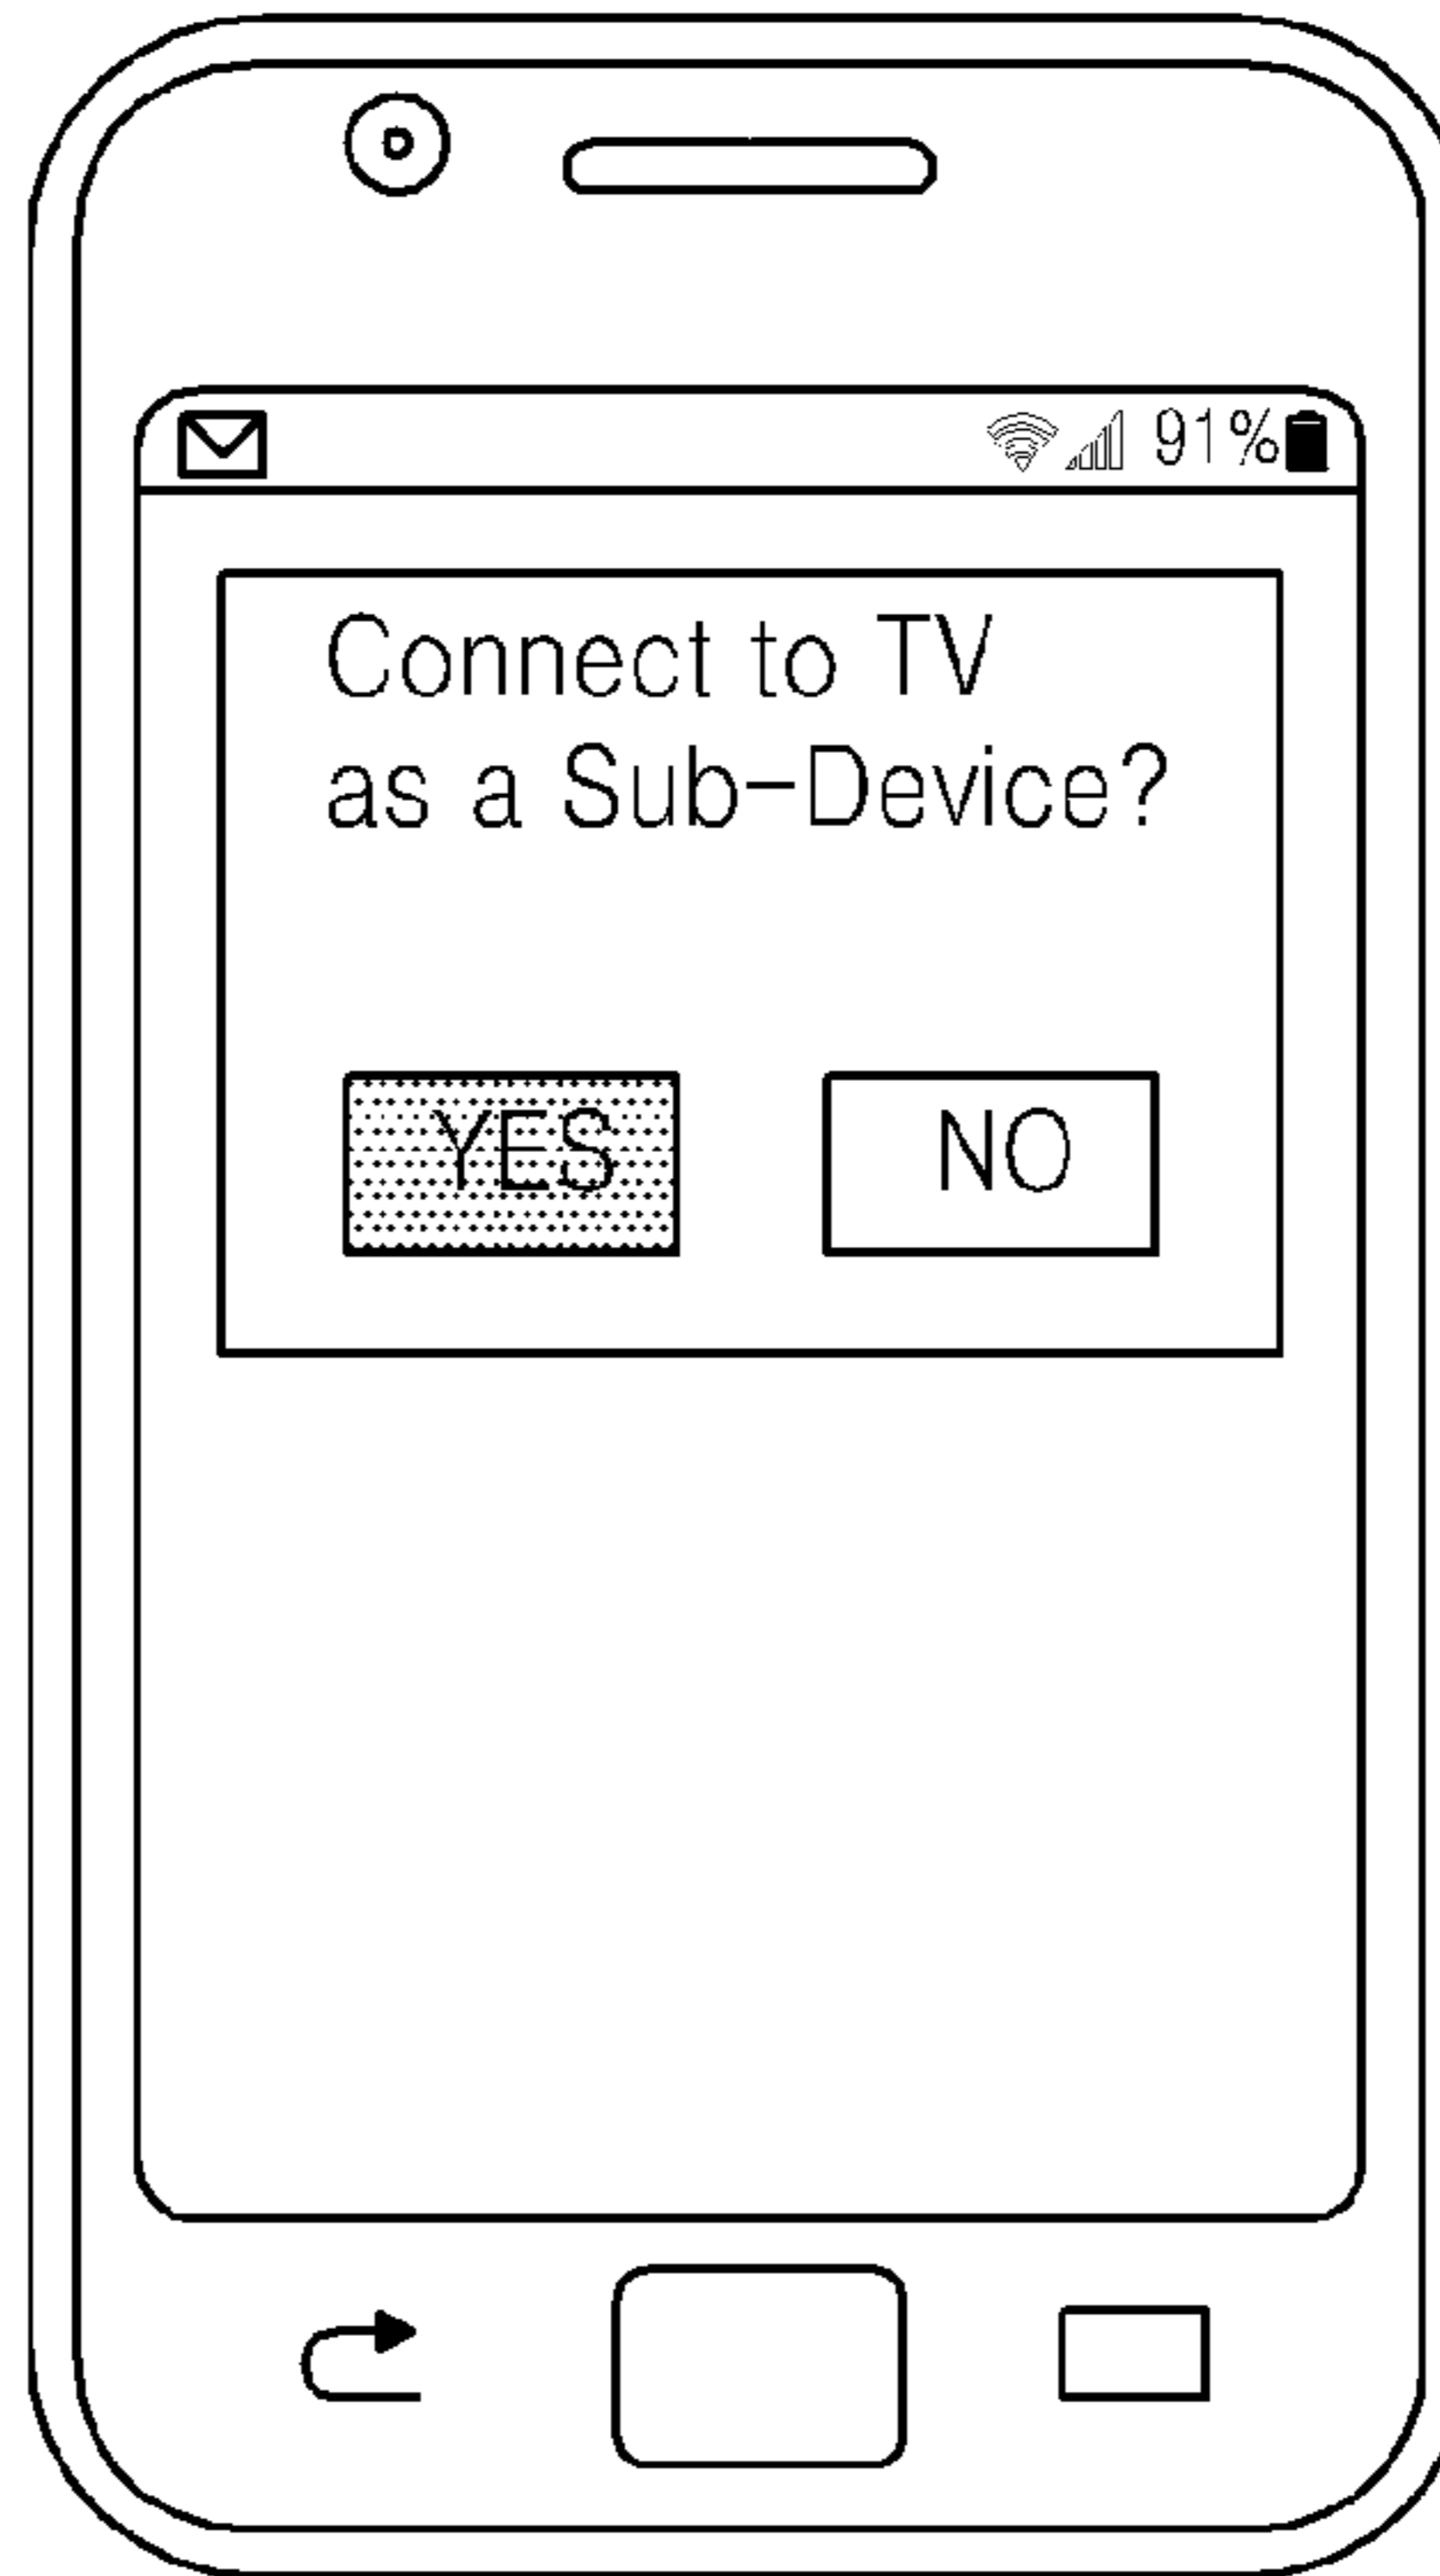 91%
Connect to TV
as a Sub-Device?
YES
NO